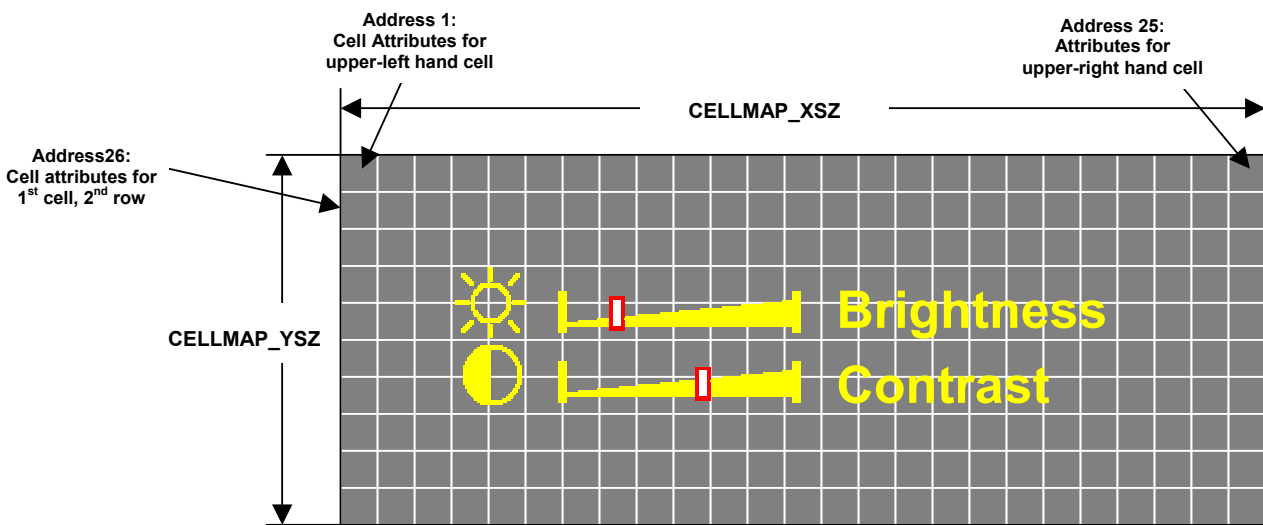 Address 1:
Cell Attributes for
upper-left hand cell
Address 25:
Attributes for
upper-right hand cell
CELLMAP_XSZ
Address26:
Cell attributes for
1st cell, 2nd row
CELLMAP_YSZ
Brightness
Contrast